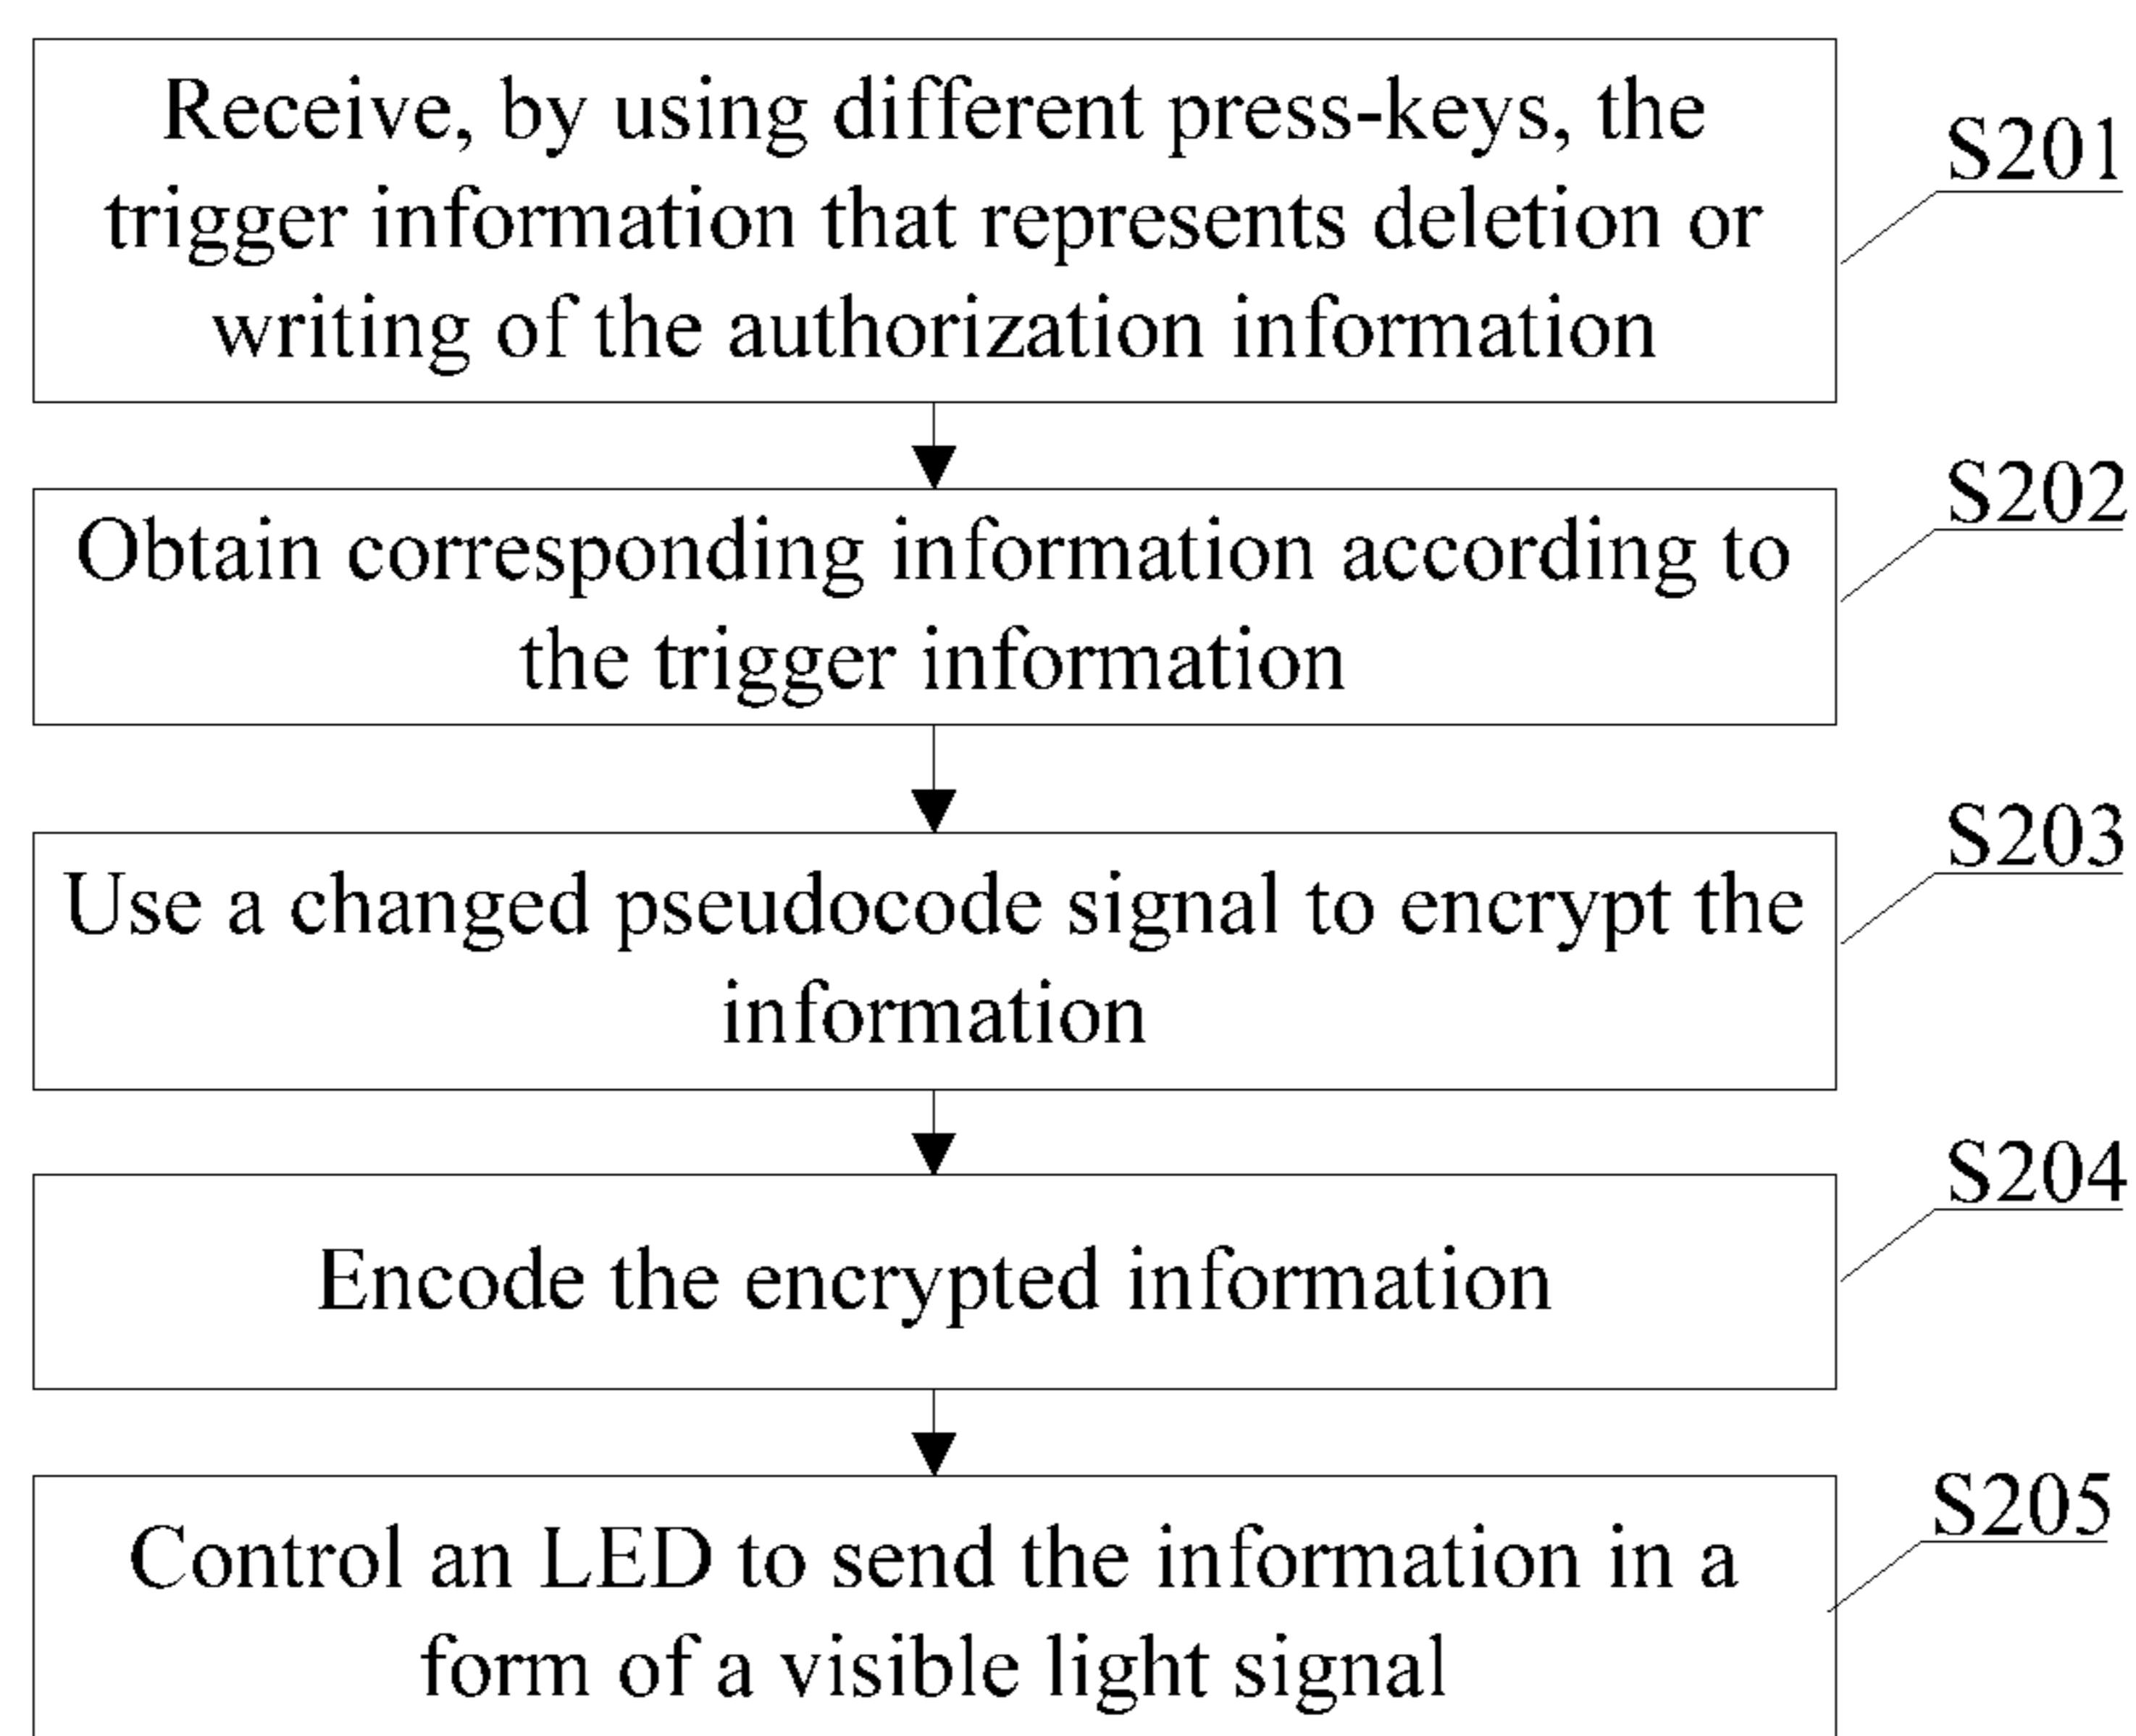 Receive, by using different press-keys, the
trigger information that represents deletion or
writing of the authorization information
S201
Obtain corresponding information according to
the trigger information
S202
Use a changed pseudocode signal to encrypt the
information
S203
Encode the encrypted information
S204
Control an LED to send the information in a
form of a visible light signal
S205